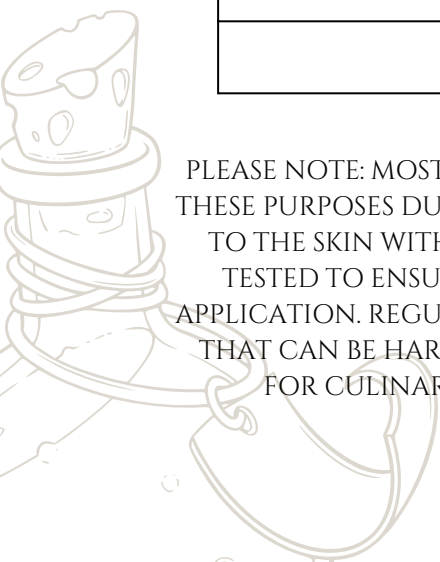 PLEASE NOTE: MOST
THESE PURPOSES DU
TO THE SKIN WITH
TESTED TO ENSU
APPLICATION. REGU
THAT CAN BE HAR
FOR CULINAR